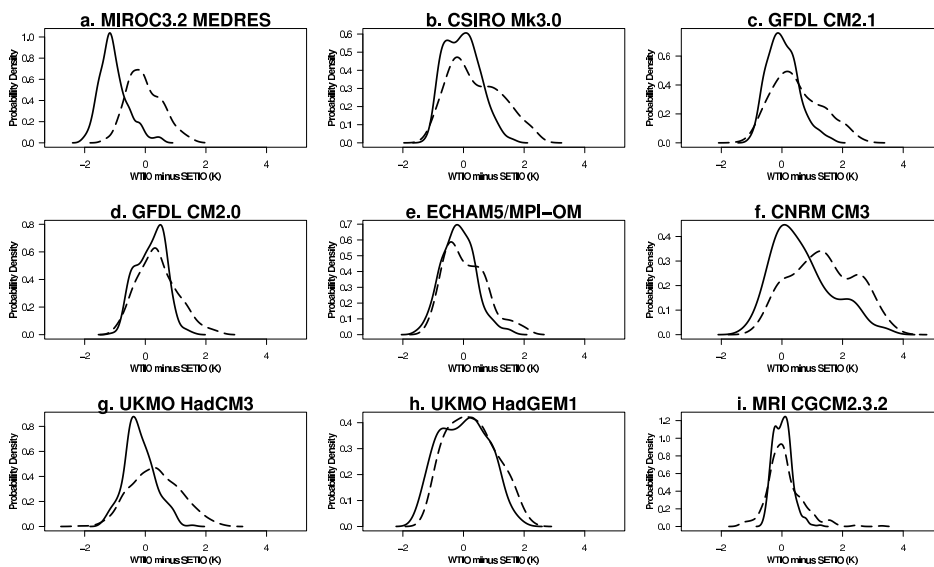 a. MIROC3.2 MEDRES
Probability Density
1.0
0.8
0.6
0.4
0.2
0.0
−2 0 2 4
WTIO minus SETIO (K)
b. CSIRO Mk3.0
Probability Density
0.6
0.5
0.4
0.3
0.2
0.1
0.0
−2 0 2 4
WTIO minus SETIO (K)
c. GFDL CM2.1
Probability Density
0.6
0.4
0.2
0.0
−2 0 2 4
WTIO minus SETIO (K)
d. GFDL CM2.0
Probability Density
0.8
0.6
0.4
0.2
0.0
−2 0 2 4
WTIO minus SETIO (K)
e. ECHAM5/MPI−OM
Probability Density
0.7
0.6
0.5
0.4
0.3
0.2
0.1
0.0
−2 0 2 4
WTIO minus SETIO (K)
f. CNRM CM3
Probability Density
0.4
0.3
0.2
0.1
0.0
−2 0 2 4
WTIO minus SETIO (K)
g. UKMO HadCM3
Probability Density
0.8
0.6
0.4
0.2
0.0
−2 0 2 4
WTIO minus SETIO (K)
h. UKMO HadGEM1
Probability Density
0.4
0.3
0.2
0.1
0.0
−2 0 2 4
WTIO minus SETIO (K)
i. MRI CGCM2.3.2
Probability Density
1.2
1.0
0.8
0.6
0.4
0.2
0.0
−2 0 2 4
WTIO minus SETIO (K)